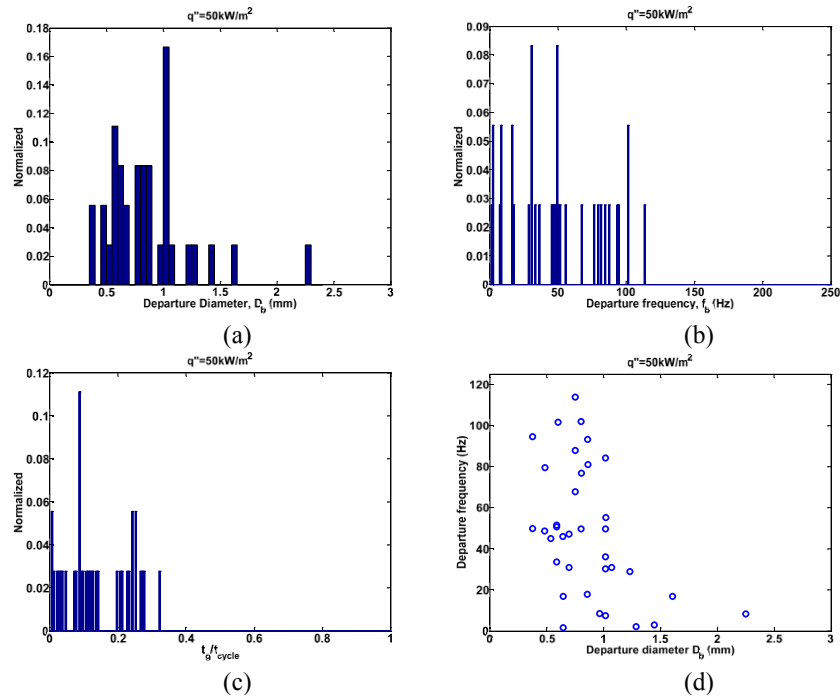 q''=50kW/m²
0.18
0.16
0.14
0.12
0.1
0.08
0.06
0.04
0.02
0
Normalized
0 0.5 1 1.5 2 2.5 3
Departure Diameter, D_b (mm)
(a)
q''=50kW/m²
0.09
0.08
0.07
0.06
0.05
0.04
0.03
0.02
0.01
0
Normalized
0 50 100 150 200 250
Departure frequency, f_b (Hz)
(b)
q''=50kW/m²
0.12
0.1
0.08
0.06
0.04
0.02
0
Normalized
0 0.2 0.4 0.6 0.8 1
t_g/t_cycle
(c)
q''=50kW/m²
120
100
80
60
40
20
0
Departure frequency (Hz)
0 0.5 1 1.5 2 2.5 3
Departure diameter D_b (mm)
(d)